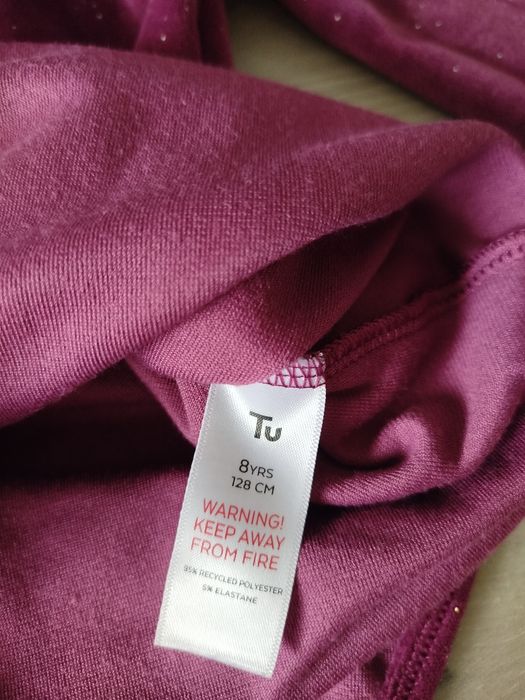 Tu
8YRS
128 CM
WARNING!
KEEP AWAY
FROM FIRE
95% RECYCLED POLYESTER
5% ELASTANE